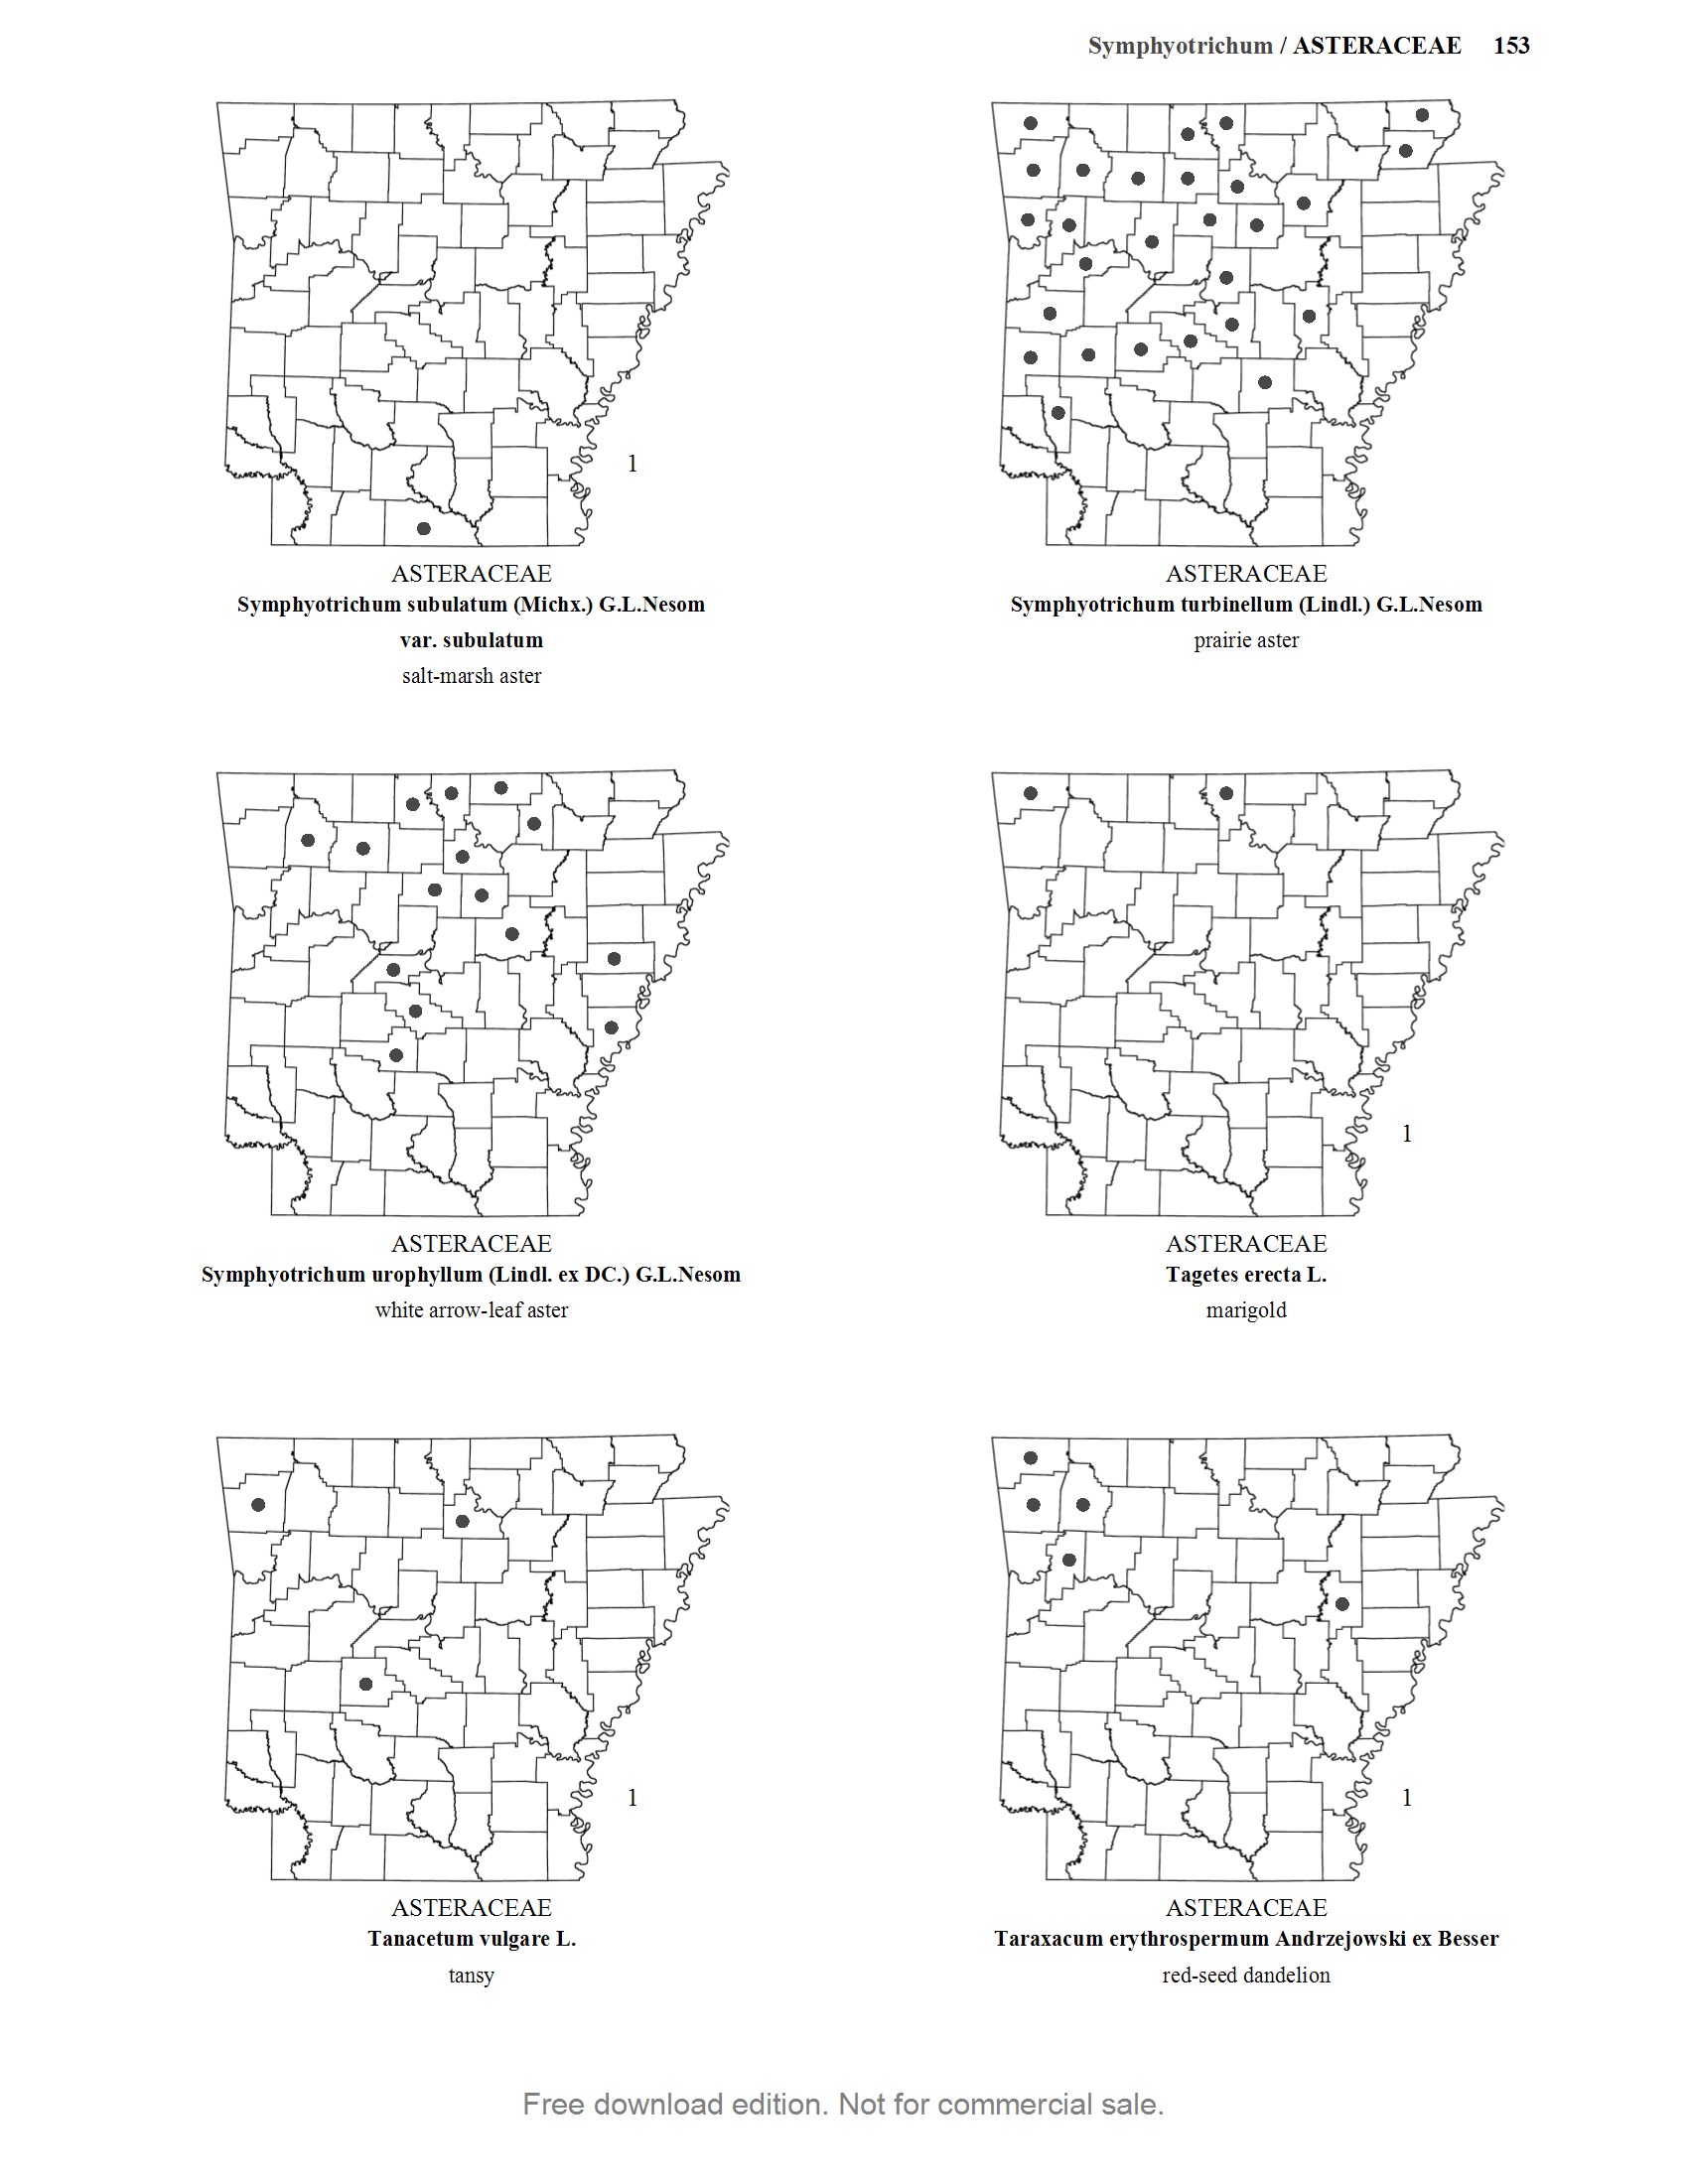 Symphyotrichum / ASTERACEAE 153
1
ASTERACEAE
Symphyotrichum subulatum (Michx.) G.L.Nesom
var. subulatum
salt-marsh aster
ASTERACEAE
Symphyotrichum turbinellum (Lindl.) G.L.Nesom
prairie aster
ASTERACEAE
Symphyotrichum urophyllum (Lindl. ex DC.) G.L.Nesom
white arrow-leaf aster
1
ASTERACEAE
Tagetes erecta L.
marigold
1
ASTERACEAE
Tanacetum vulgare L.
tansy
1
ASTERACEAE
Taraxacum erythrospermum Andrzejowski ex Besser
red-seed dandelion
Free download edition. Not for commercial sale.